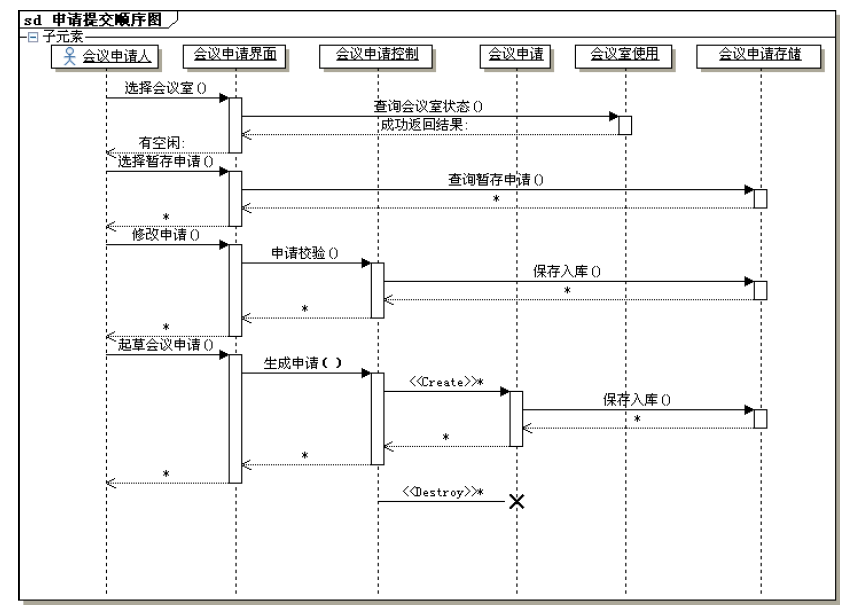 sd 申请提交顺序图
子元素
会议申请人 会议申请界面 会议申请控制 会议申请 会议室使用 会议申请存储
选择会议室()
查询会议室状态()
成功返回结果:
有空闲:
选择暂存申请()
查询暂存申请()
*
*
修改申请()
申请校验()
保存入库()
*
*
*
起草会议申请()
生成申请( )
<<Create>>*
保存入库()
*
*
*
*
<<Destroy>>*